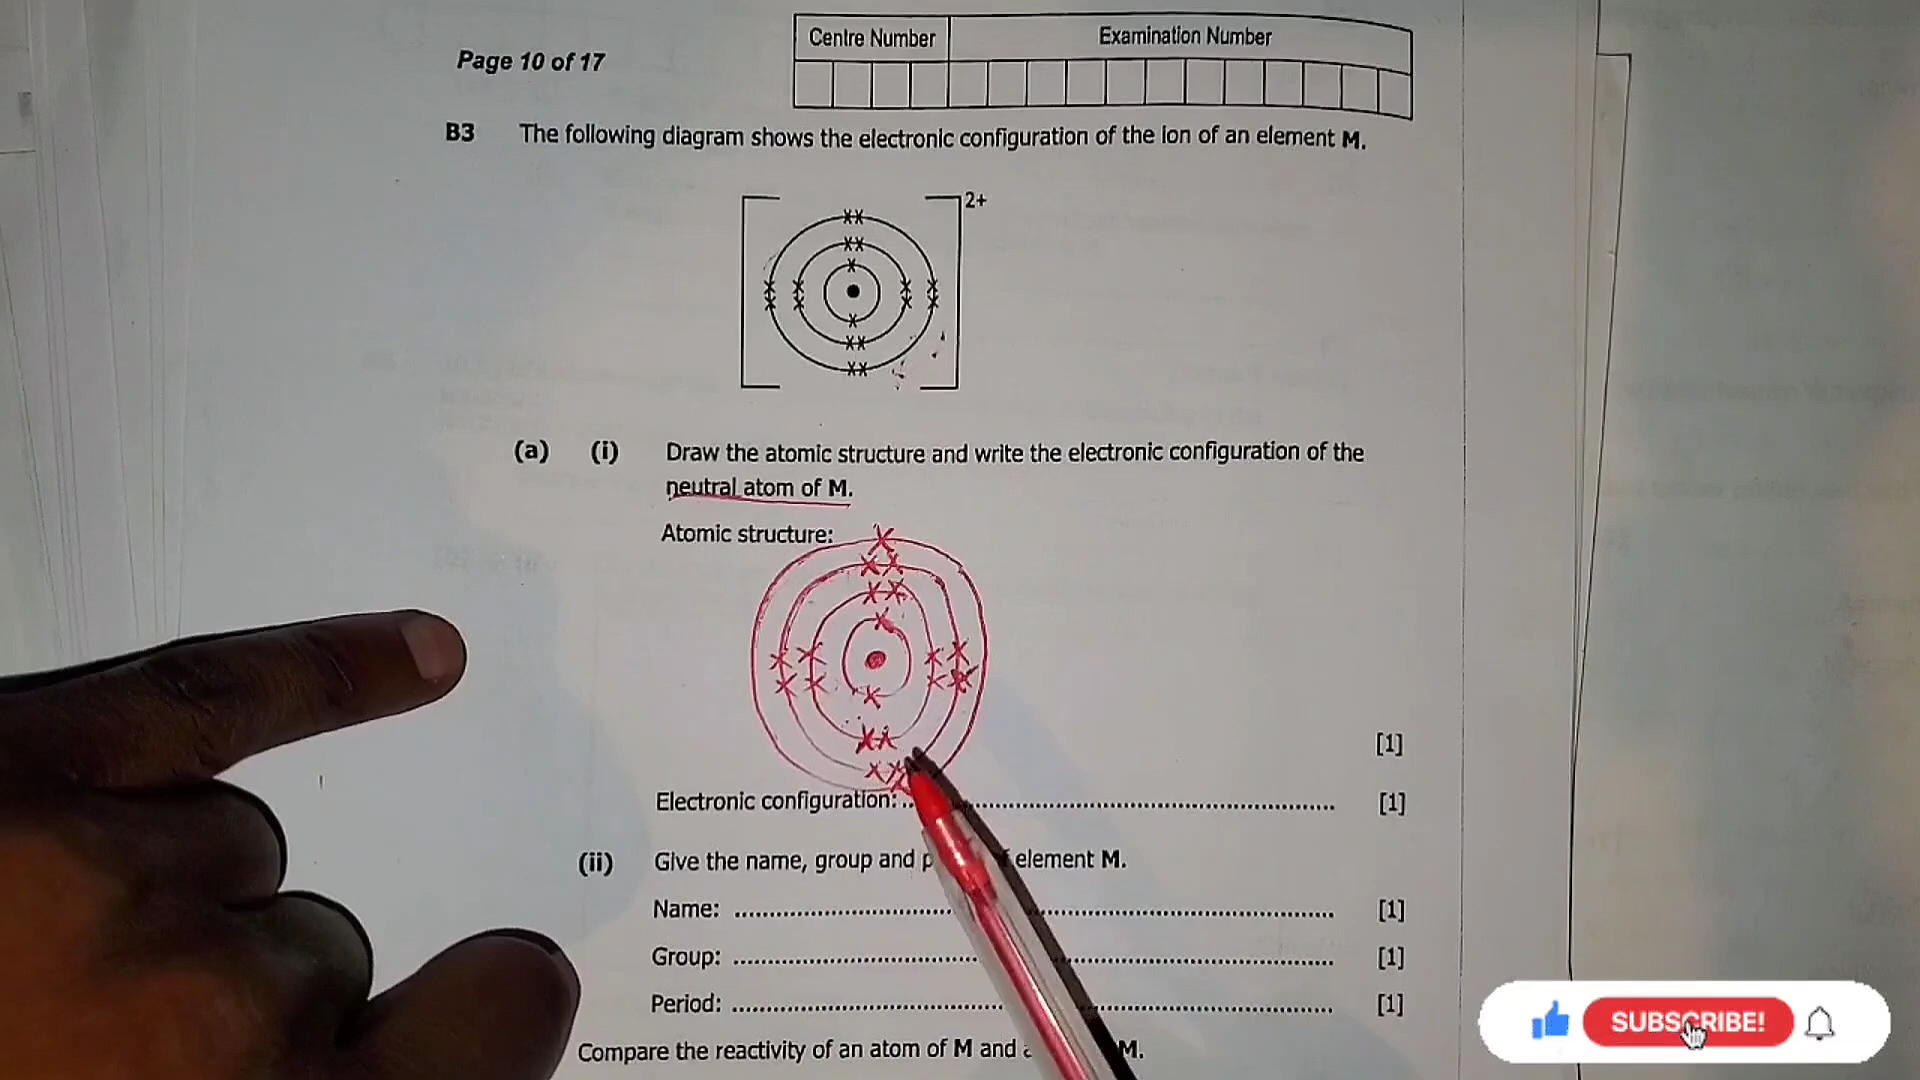 Centre Number Examination Number
Page 10 of 17
B3 The following diagram shows the electronic configuration of the ion of an element M.
2+
(a) (i) Draw the atomic structure and write the electronic configuration of the
neutral atom of M.
Atomic structure:
[1]
Electronic configuration: [1]
(ii) Give the name, group and element M.
Name: [1]
Group: [1]
Period: [1]
Compare the reactivity of an atom of M and M.
SUBSCRIBE!